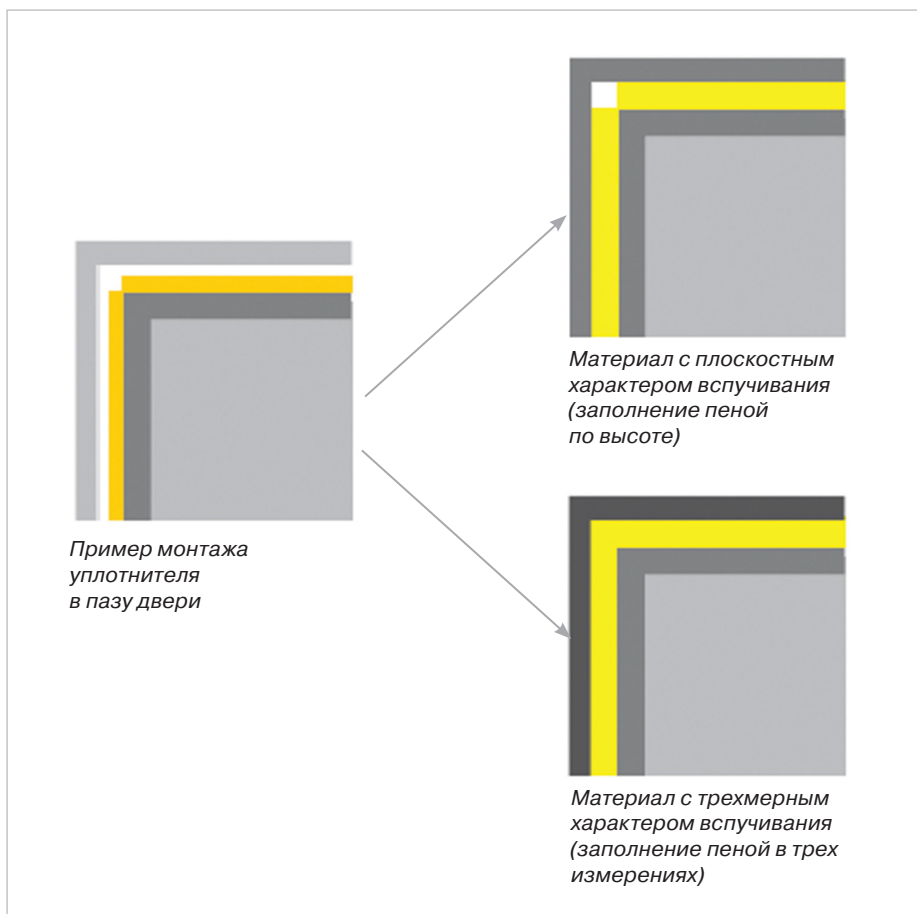 Пример монтажа
уплотнителя
в пазу двери
Материал с плоскостным
характером вспучивания
(заполнение пеной
по высоте)
Материал с трехмерным
характером вспучивания
(заполнение пеной в трех
измерениях)